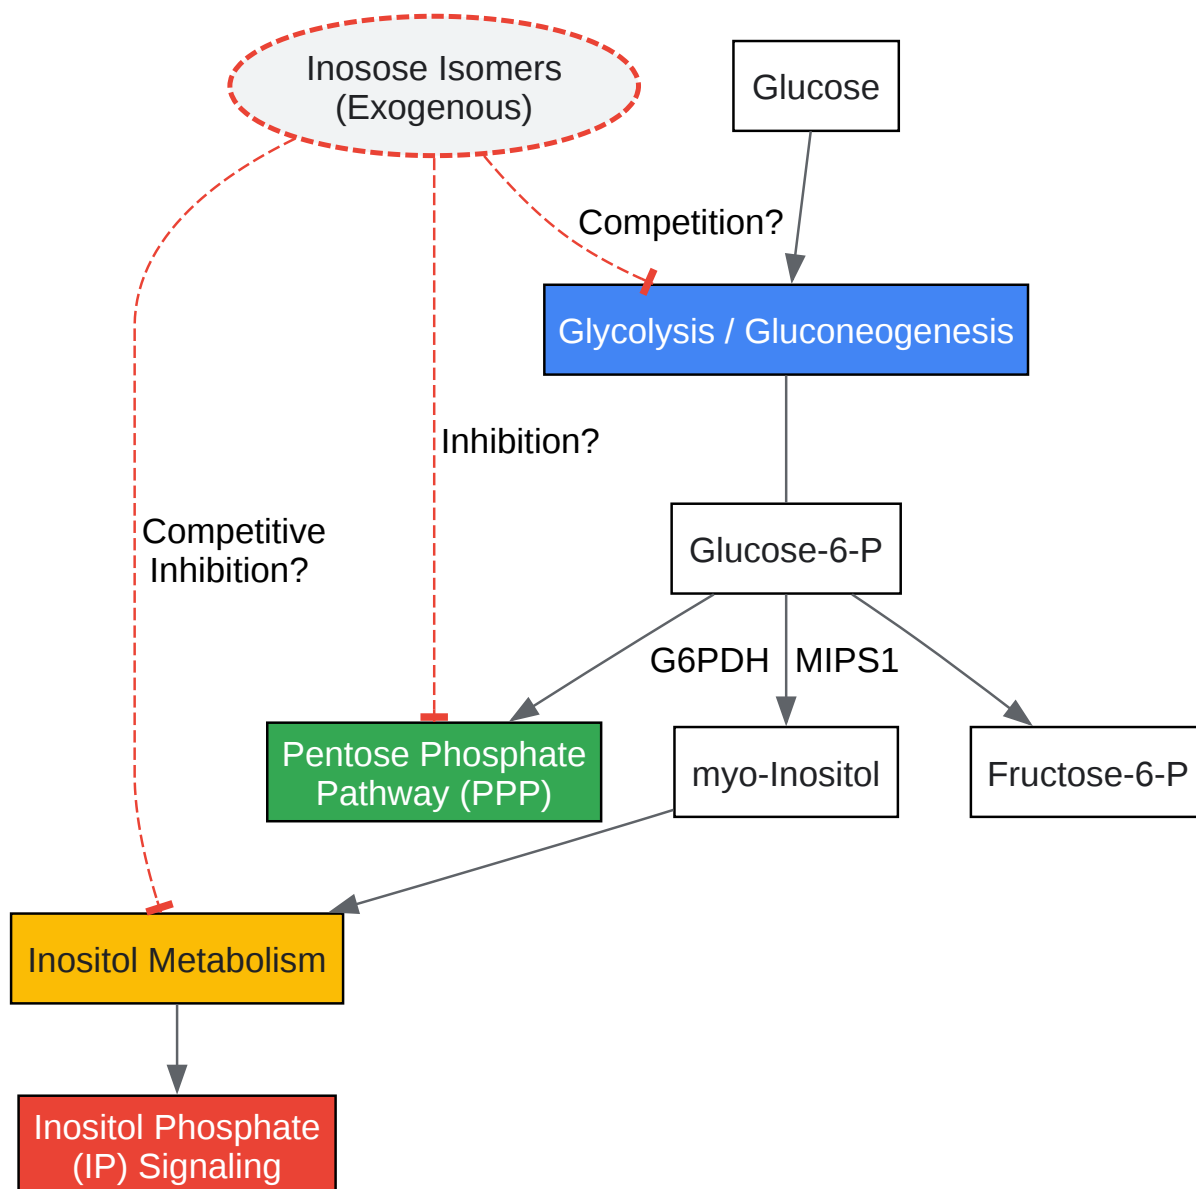 Inosose Isomers
(Exogenous)
Glucose
Competition?
Glycolysis / Gluconeogenesis
Inhibition?
Competitive
Inhibition?
Glucose-6-P
G6PDH
MIPS1
Pentose Phosphate
Pathway (PPP)
myo-Inositol
Fructose-6-P
Inositol Metabolism
Inositol Phosphate
(IP) Signaling